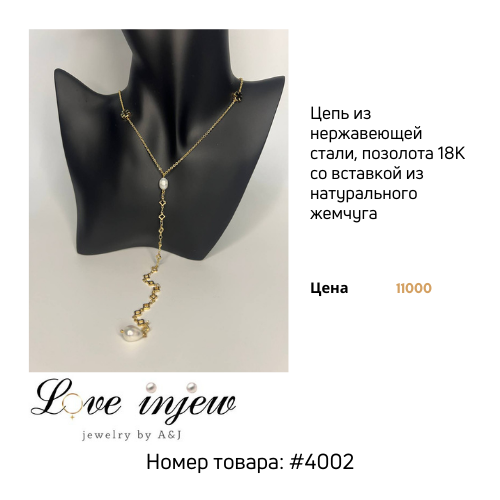 Цепь из
нержавеющей
стали, позолота 18К
со вставкой из
натурального
жемчуга
Цена 11000
Love injew
jewelry by A&J
Номер товара: #4002